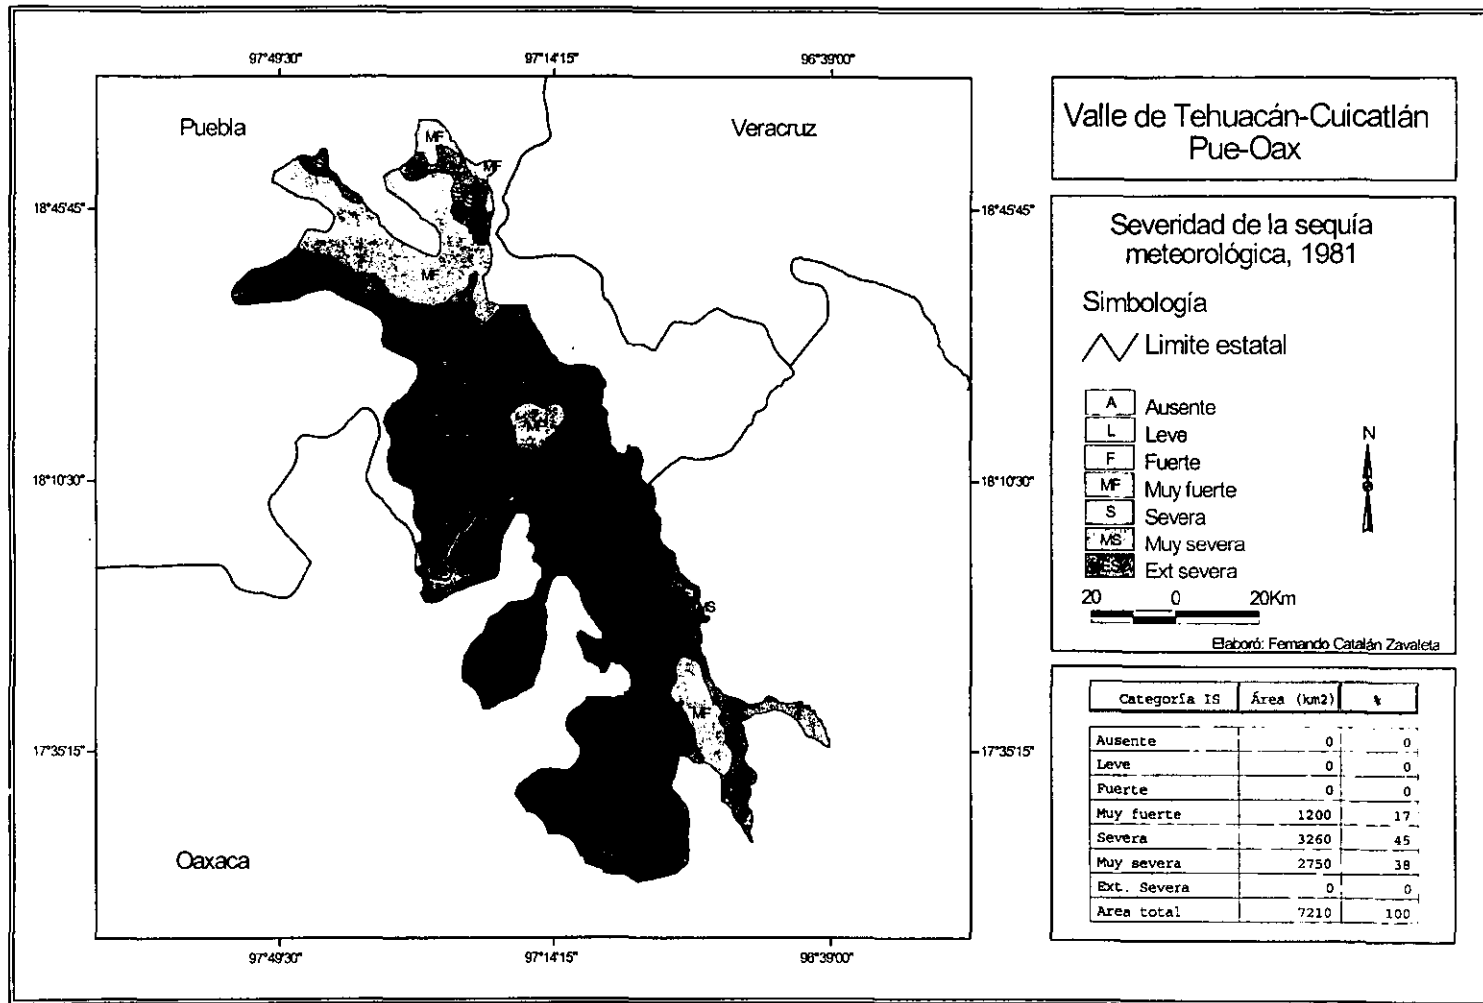 97°49'30"
97°14'15"
96°39'00"
Puebla
Veracruz
MF
MF
S
18°45'45"
18°45'45"
MF
MF
18°10'30"
18°10'30"
MS
MF
17°35'15"
17°35'15"
Oaxaca
97°49'30"
97°14'15"
96°39'00"
Valle de Tehuacán-Cuicatlán
Pue-Oax
Severidad de la sequía
meteorológica, 1981
Simbología
Limite estatal
A Ausente
L Leve
F Fuerte
MF Muy fuerte
S Severa
MS Muy severa
ES Ext severa
N
20 0 20Km
Elaboró: Fernando Catalán Zavaleta
Categoría IS Área (km2) %
Ausente 0 0
Leve 0 0
Fuerte 0 0
Muy fuerte 1200 17
Severa 3260 45
Muy severa 2750 38
Ext. Severa 0 0
Area total 7210 100